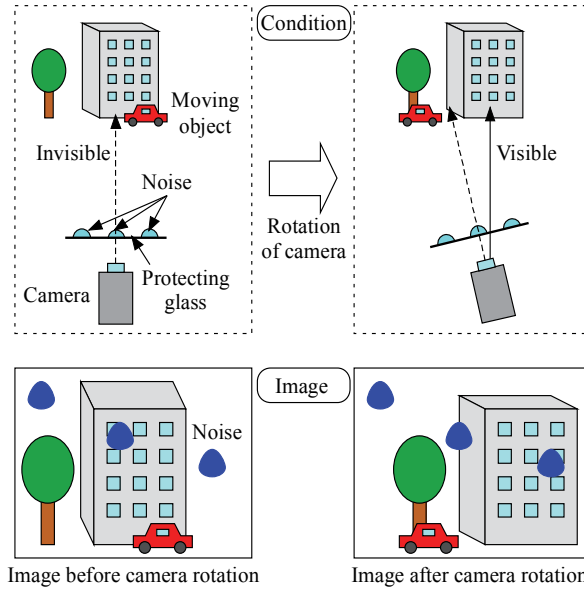 Condition
Moving
object
Invisible
Noise
Protecting
glass
Camera
Rotation
of camera
Visible
Image
Noise
Image before camera rotation
Image after camera rotation